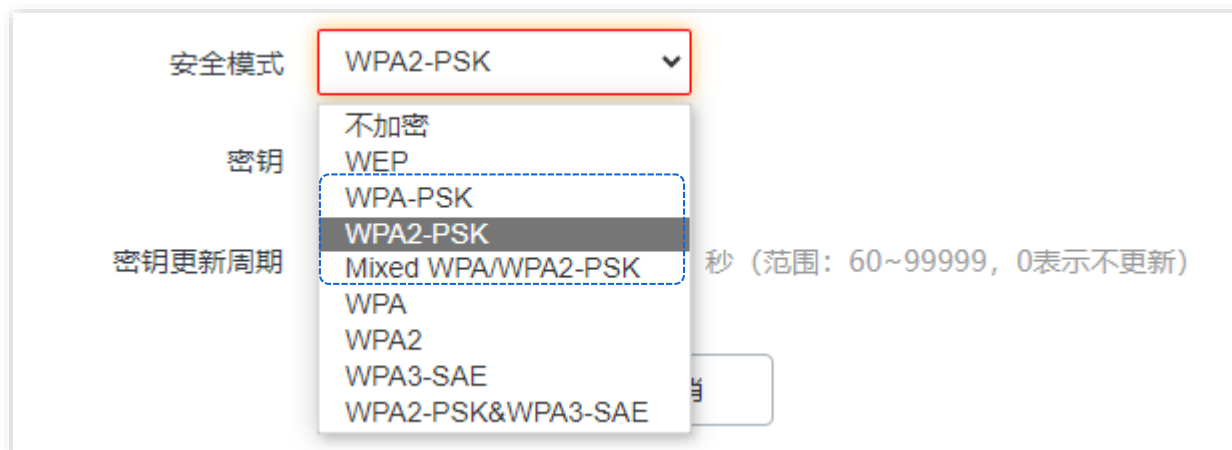 安全模式 WPA2-PSK
不加密
密钥 WEP
WPA-PSK
WPA2-PSK
密钥更新周期 Mixed WPA/WPA2-PSK 秒（范围：60~99999，0表示不更新）
WPA
WPA2
WPA3-SAE
WPA2-PSK&WPA3-SAE